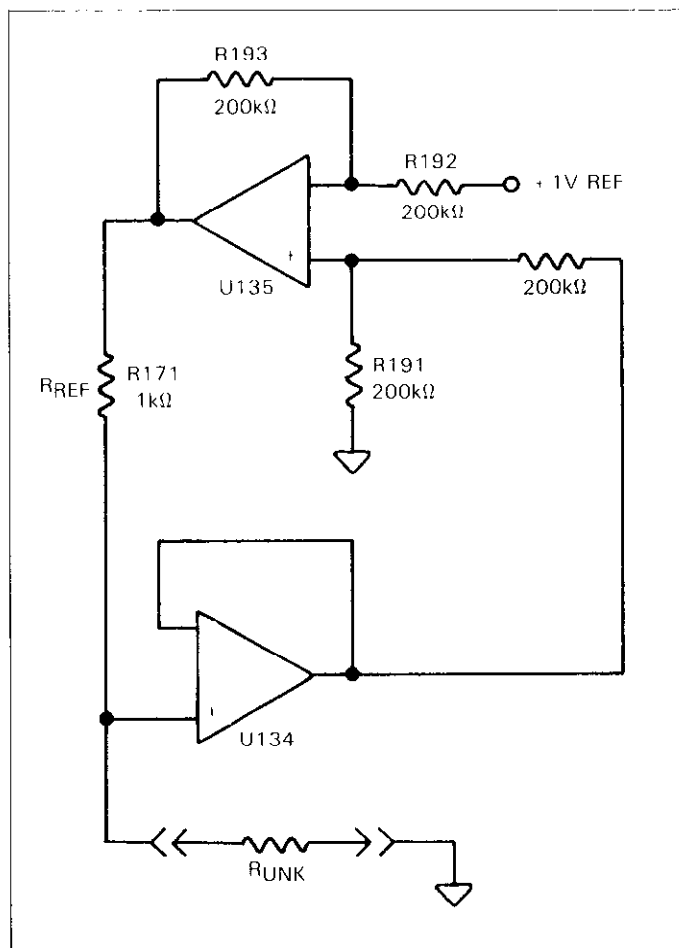 R193
200kΩ
R192
200kΩ
+ 1V REF
+
U135
200kΩ
RREF
R171
1kΩ
R191
200kΩ
+
U134
RUNK